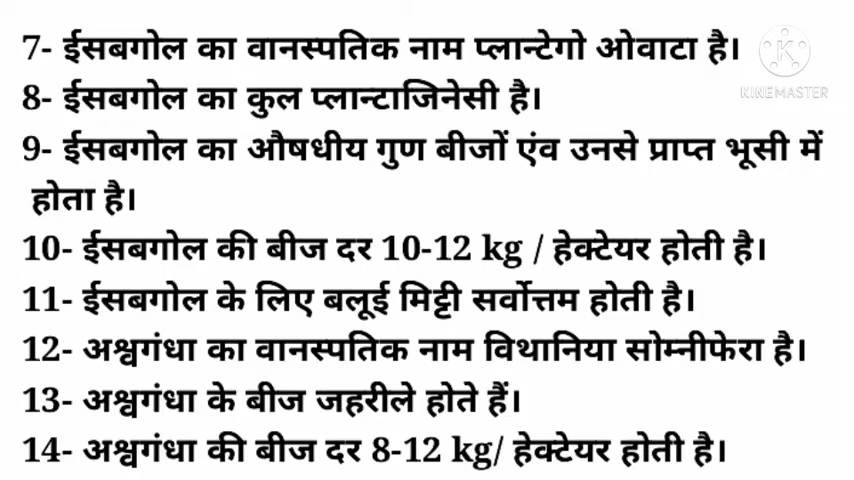 7- ईसबगोल का वानस्पतिक नाम प्लान्टेगो ओवाटा है।
8- ईसबगोल का कुल प्लान्टाजिनेसी है।
9- ईसबगोल का औषधीय गुण बीजों एंव उनसे प्राप्त भूसी में
होता है।
10- ईसबगोल की बीज दर 10-12 kg / हेक्टेयर होती है।
11- ईसबगोल के लिए बलूई मिट्टी सर्वोत्तम होती है।
12- अश्वगंधा का वानस्पतिक नाम विथानिया सोम्नीफेरा है।
13- अश्वगंधा के बीज जहरीले होते हैं।
14- अश्वगंधा की बीज दर 8-12 kg/ हेक्टेयर होती है।
K
KINEMASTER